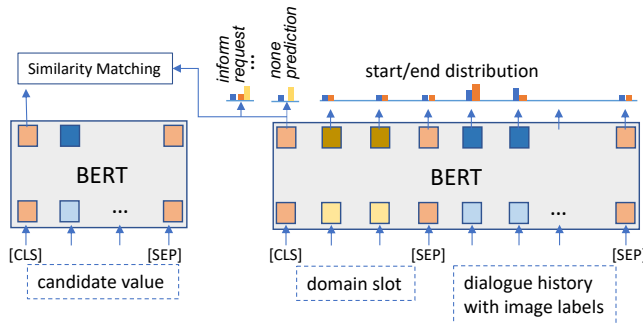 inform
request
...
none
prediction
start/end distribution
Similarity Matching
BERT
BERT
...
...
[CLS]
[SEP]
[CLS]
[SEP]
[SEP]
candidate value
domain slot
dialogue history
with image labels